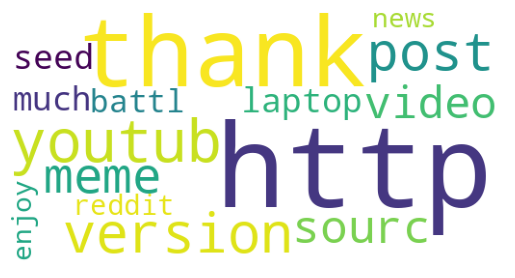 news
thank
post
seed
much
battl
laptop
video
youtub
http
meme
enjoy
reddit
version
sourc